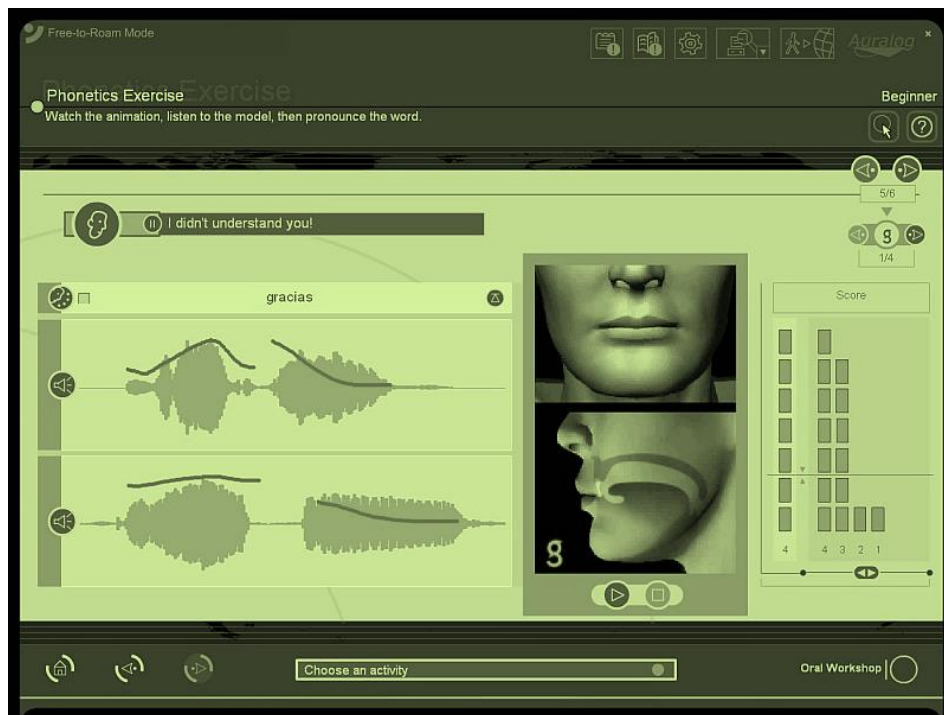 Free-to-Roam Mode
Auralog
Phonetics Exercise
Phonetics Exercise
Beginner
Watch the animation, listen to the model, then pronounce the word.
?
5/6
I didn't understand you!
g
1/4
gracias
Score
g
4 4 3 2 1
Choose an activity
Oral Workshop